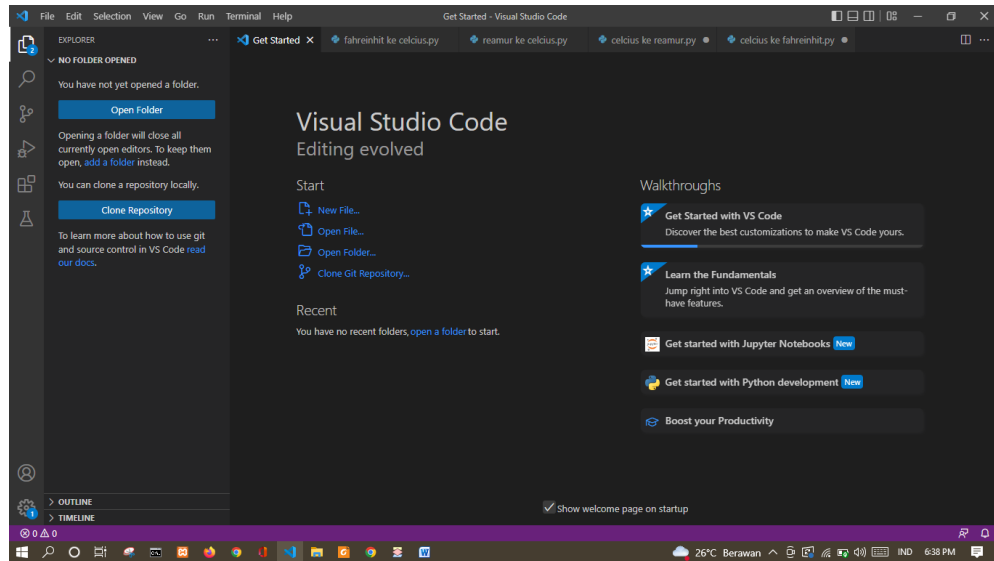 File Edit Selection View Go Run Terminal Help
Get Started - Visual Studio Code
EXPLORER
Get Started
fahreinhit ke celcius.py
reamur ke celcius.py
celcius ke reamur.py
celcius ke fahreinhit.py
2
NO FOLDER OPENED
You have not yet opened a folder.
Open Folder
Opening a folder will close all
currently open editors. To keep them
open, add a folder instead.
You can clone a repository locally.
Clone Repository
To learn more about how to use git
and source control in VS Code read
our docs.
Visual Studio Code
Editing evolved
Start
New File...
Open File...
Open Folder...
Clone Git Repository...
Recent
You have no recent folders, open a folder to start.
Walkthroughs
Get Started with VS Code
Discover the best customizations to make VS Code yours.
Learn the Fundamentals
Jump right into VS Code and get an overview of the must-
have features.
Get started with Jupyter Notebooks New
Get started with Python development New
Boost your Productivity
Show welcome page on startup
1
OUTLINE
TIMELINE
0 0
26°C Berawan
IND
6:38 PM